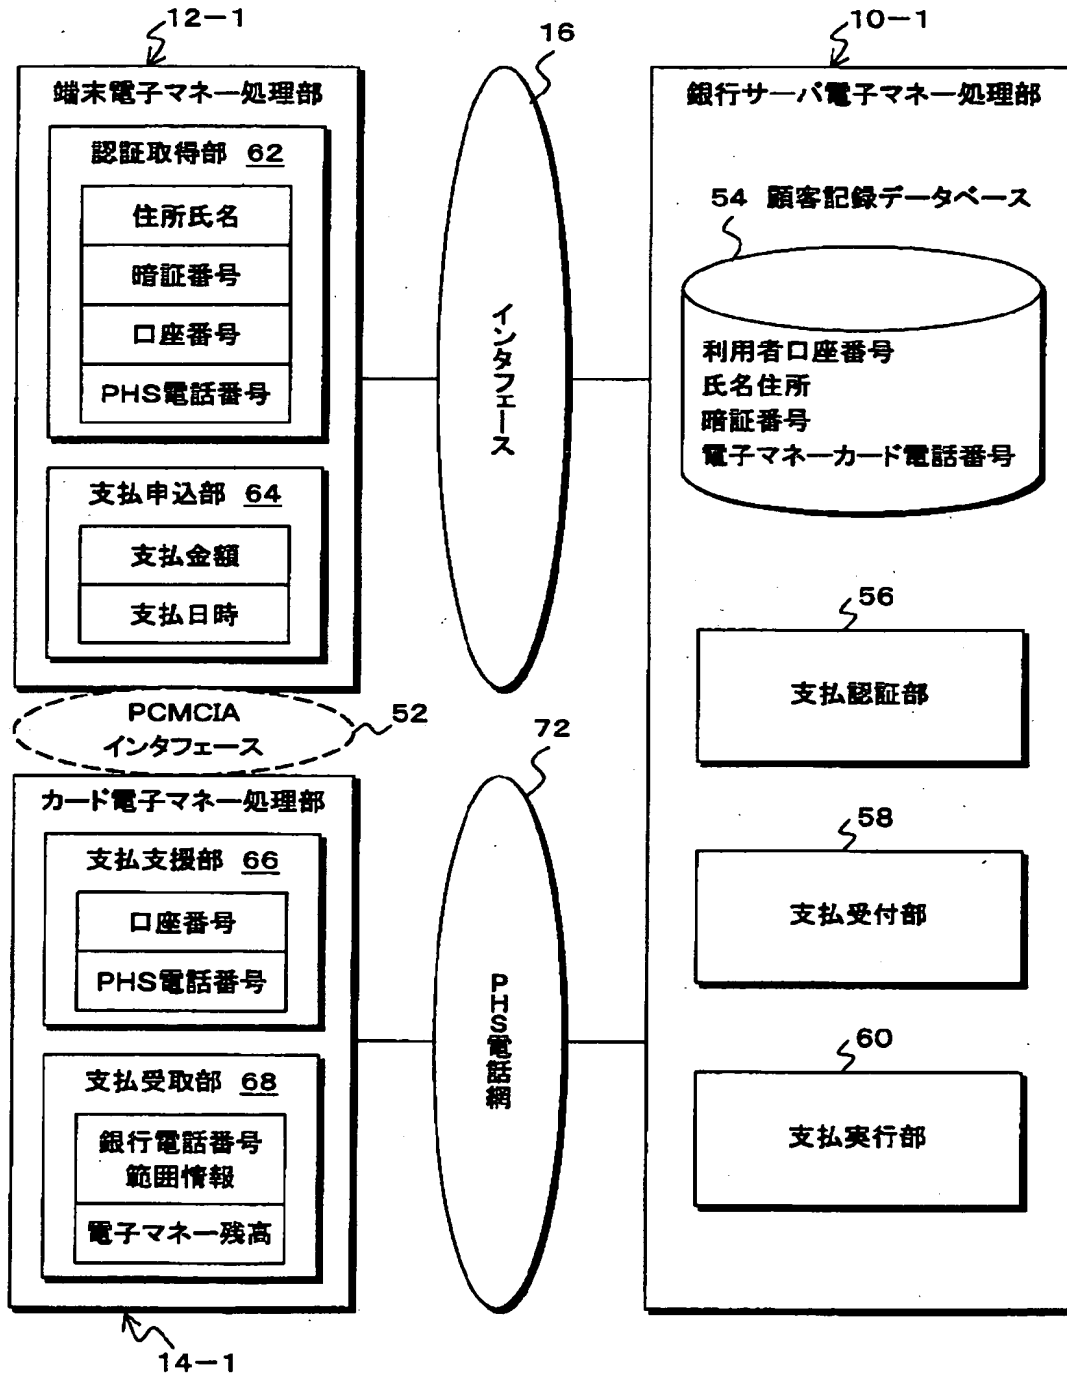 12-1
端末電子マネー処理部
認証取得部 62
住所氏名
暗証番号
口座番号
PHS電話番号
支払申込部 64
支払金額
支払日時
PCMCIA
インタフェース
52
カード電子マネー処理部
支払支援部 66
口座番号
PHS電話番号
支払受取部 68
銀行電話番号
範囲情報
電子マネー残高
14-1
16
インタフェース
72
PHS電話網
10-1
銀行サーバ電子マネー処理部
54 顧客記録データベース
利用者口座番号
氏名住所
暗証番号
電子マネーカード電話番号
56
支払認証部
58
支払受付部
60
支払実行部